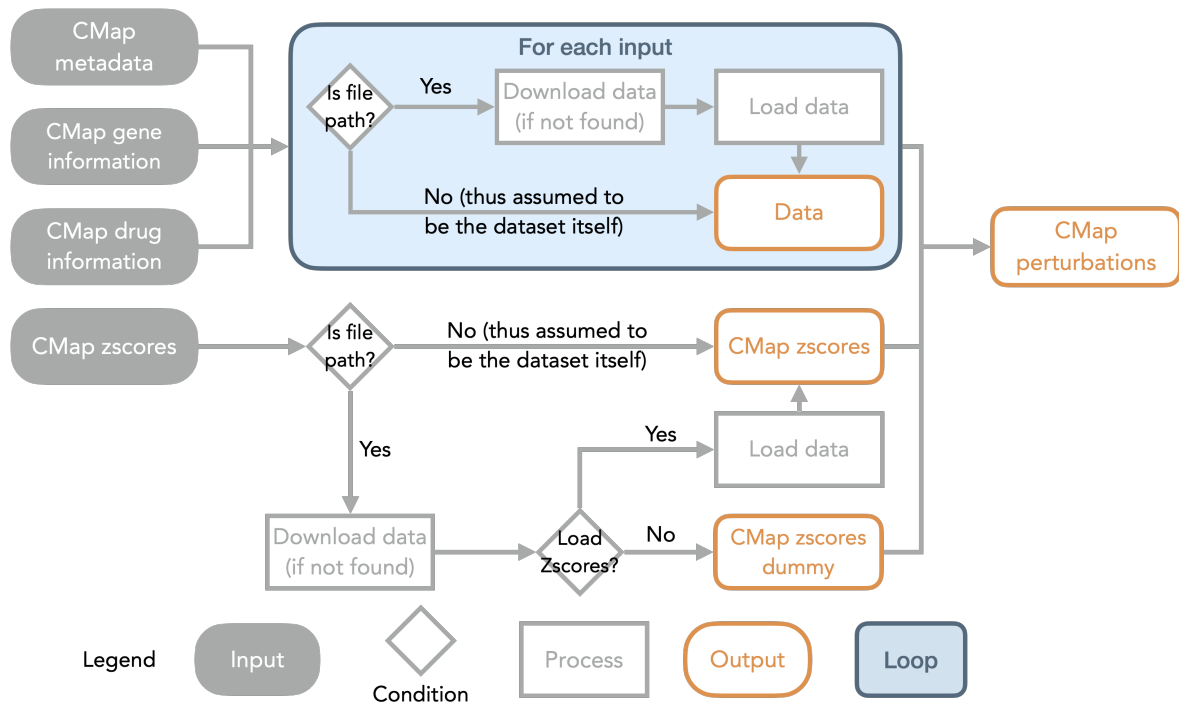 CMap
metadata
CMap gene
information
CMap drug
information
For each input
Is file
path?
Yes
Download data
(if not found)
Load data
No (thus assumed to
be the dataset itself)
Data
CMap
perturbations
CMap zscores
Is file
path?
No (thus assumed to
be the dataset itself)
CMap zscores
Yes
Yes
Load data
Download data
(if not found)
Load
Zscores?
No
CMap zscores
dummy
Legend
Input
Condition
Process
Output
Loop